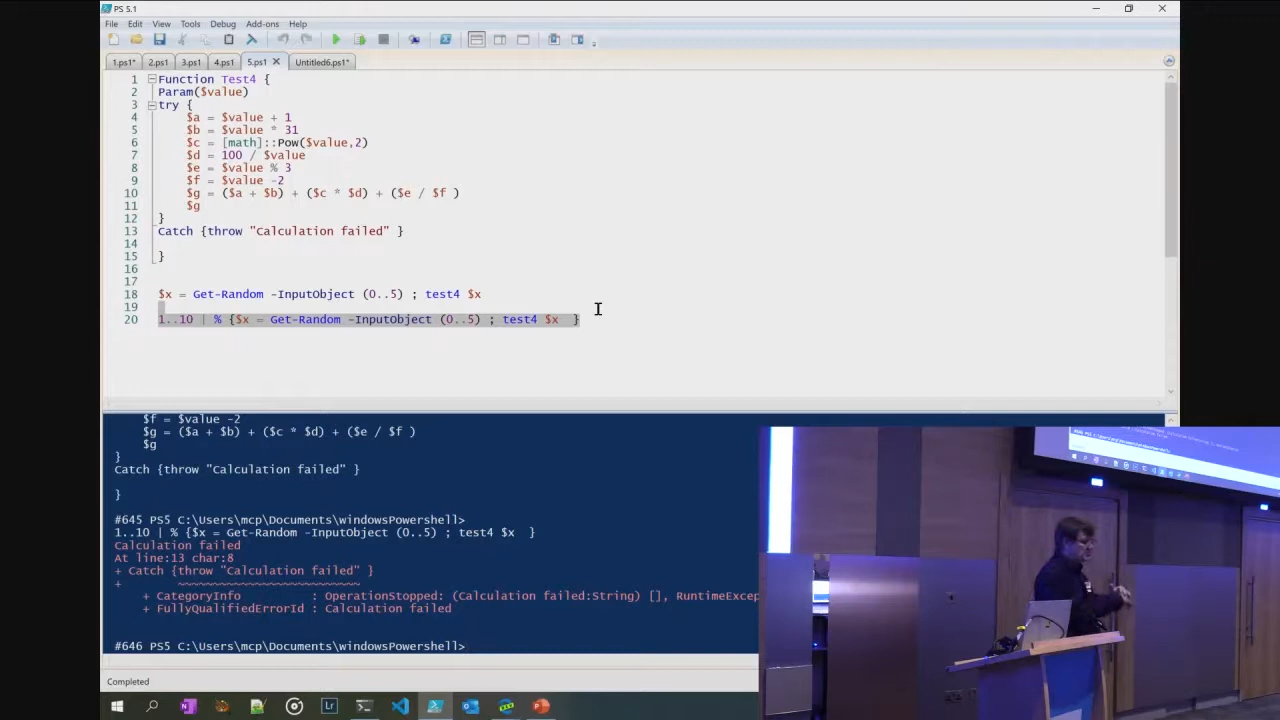 PS 5.1
File Edit View Tools Debug Add-ons Help
1.ps1* 2.ps1 3.ps1 4.ps1 5.ps1 Untitled6.ps1*
1 Function Test4 {
2 Param($value)
3 try {
4 $a = $value + 1
5 $b = $value * 31
6 $c = [math]::Pow($value,2)
7 $d = 100 / $value
8 $e = $value % 3
9 $f = $value -2
10 $g = ($a + $b) + ($c * $d) + ($e / $f )
11 $g
12 }
13 Catch {throw "Calculation failed" }
14
15 }
16
17
18 $x = Get-Random -InputObject (0..5) ; test4 $x
19
20 1..10 | % {$x = Get-Random -InputObject (0..5) ; test4 $x }
$f = $value -2
$g = ($a + $b) + ($c * $d) + ($e / $f )
$g
}
Catch {throw "Calculation failed" }
}
#645 PS5 C:\Users\mcp\Documents\windowsPowershell>
1..10 | % {$x = Get-Random -InputObject (0..5) ; test4 $x }
Calculation failed
At line:13 char:8
+ Catch {throw "Calculation failed" }
+ ~~~~~~~~~~~~~~~~~~~~~~~~~~
+ CategoryInfo : OperationStopped: (Calculation failed:String) [], RuntimeExcep
+ FullyQualifiedErrorId : Calculation failed
#646 PS5 C:\Users\mcp\Documents\windowsPowershell>
Completed
Lr